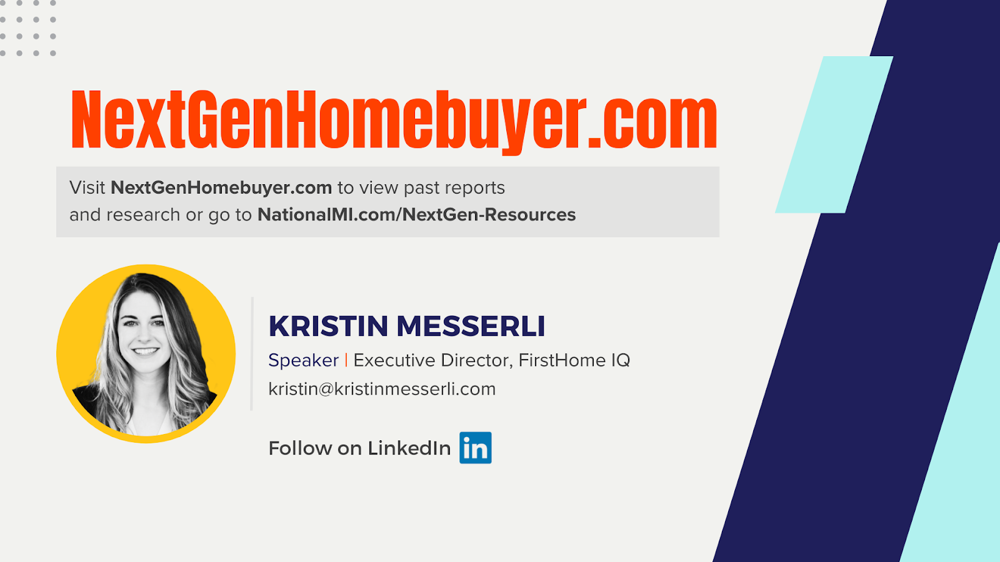 NextGenHomebuyer.com
Visit NextGenHomebuyer.com to view past reports
and research or go to NationalMI.com/NextGen-Resources
KRISTIN MESSERLI
Speaker | Executive Director, FirstHome IQ
kristin@kristinmesserli.com
Follow on LinkedIn in